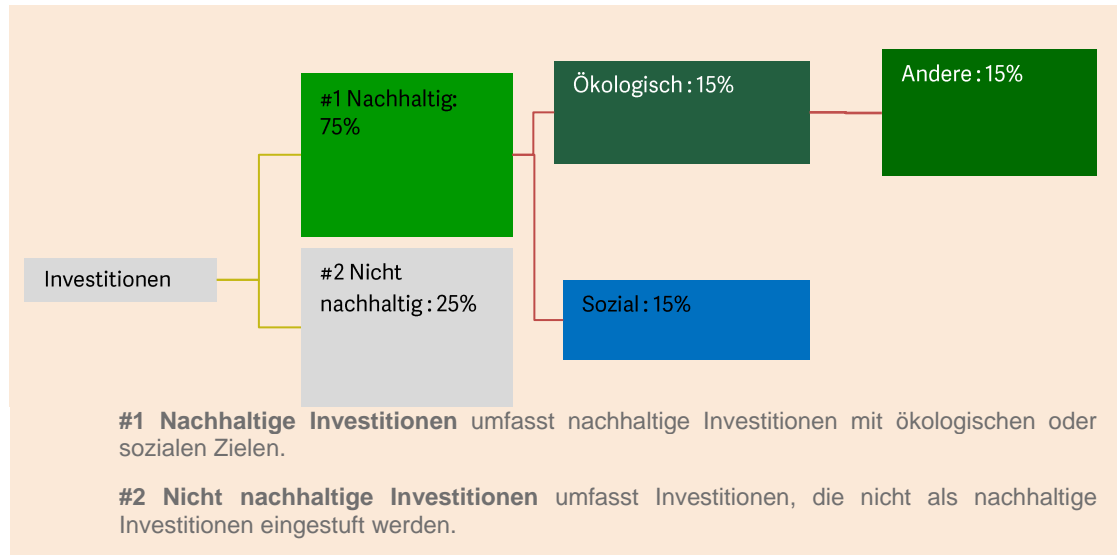 Investitionen
#1 Nachhaltig:
75%
#2 Nicht
nachhaltig : 25%
Ökologisch : 15%
Sozial : 15%
Andere : 15%
#1 Nachhaltige Investitionen umfasst nachhaltige Investitionen mit ökologischen oder
sozialen Zielen.
#2 Nicht nachhaltige Investitionen umfasst Investitionen, die nicht als nachhaltige
Investitionen eingestuft werden.